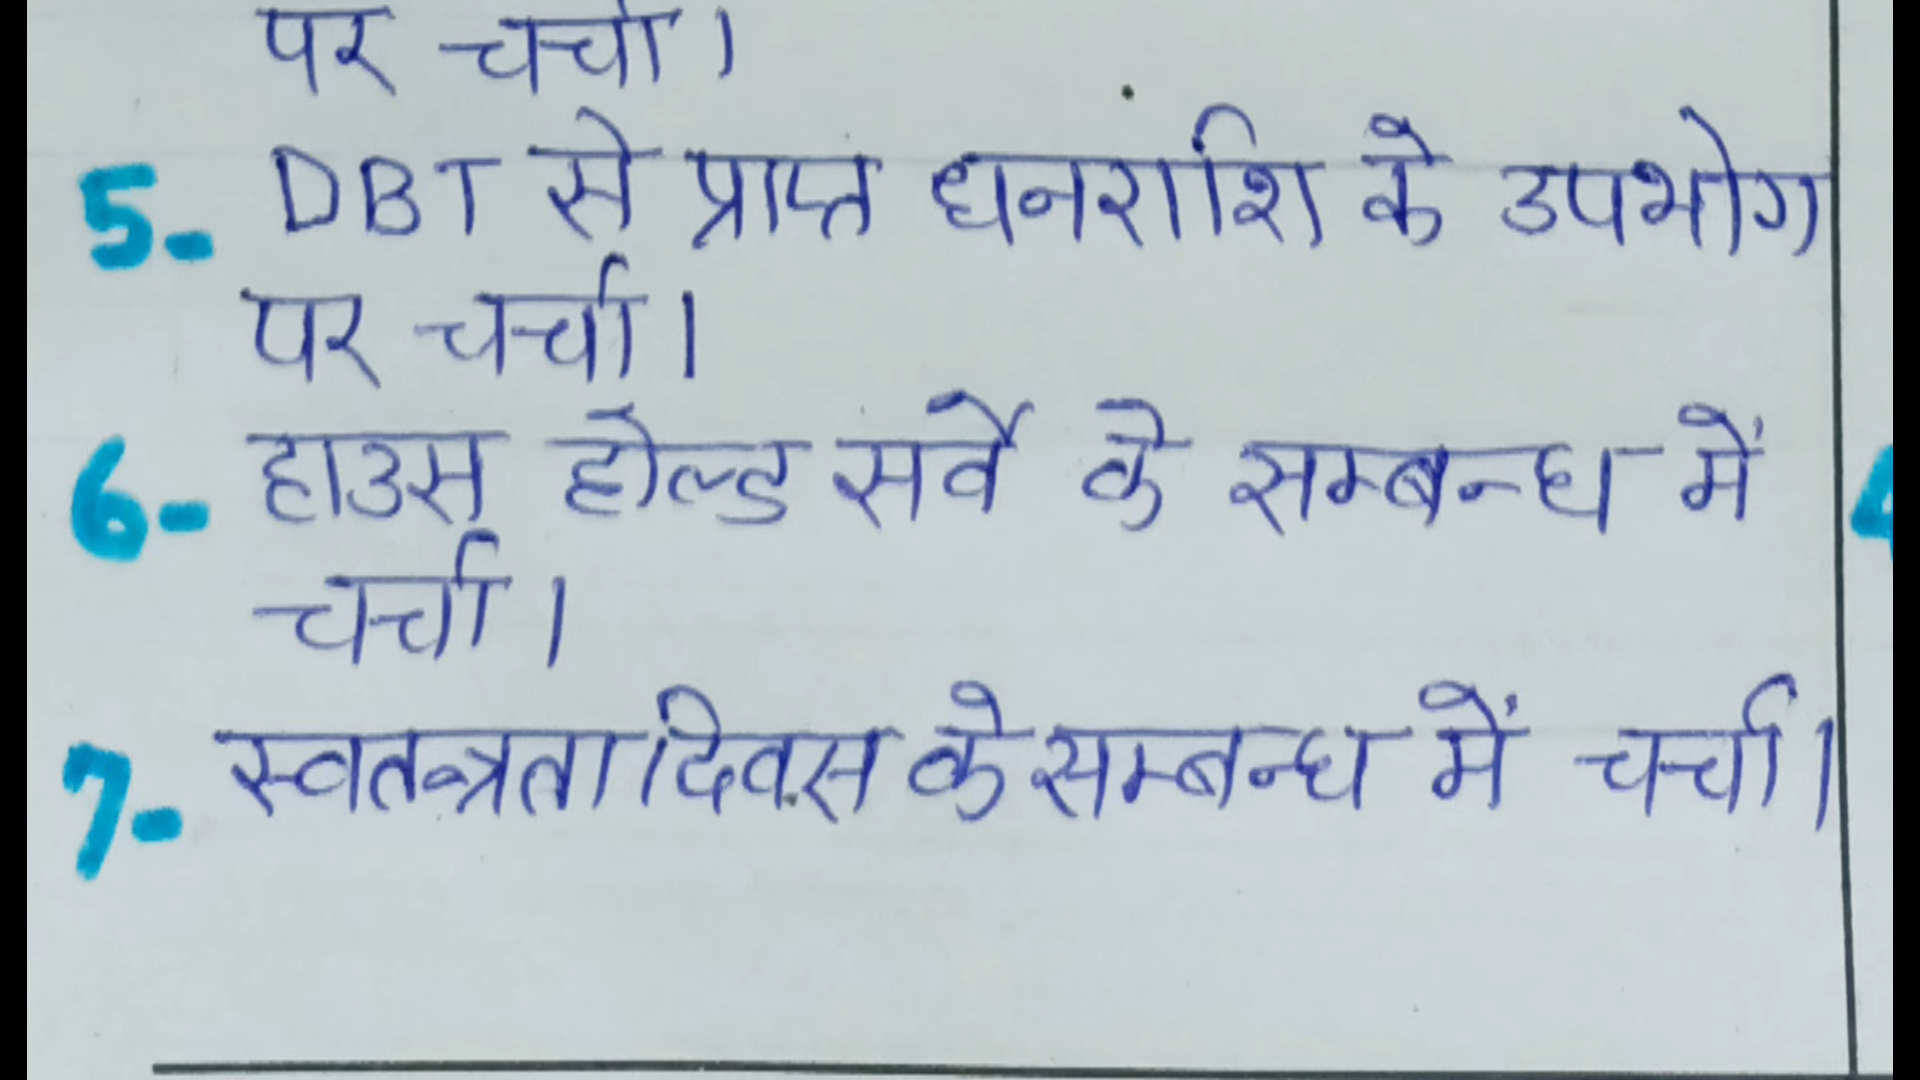 पर चर्चा।
5- DBT से प्राप्त धनराशि के उपभोग
पर चर्चा।
6- हाउस होल्ड सर्वे के सम्बन्ध में
चर्चा।
7- स्वतन्त्रता दिवस के सम्बन्ध में चर्चा।